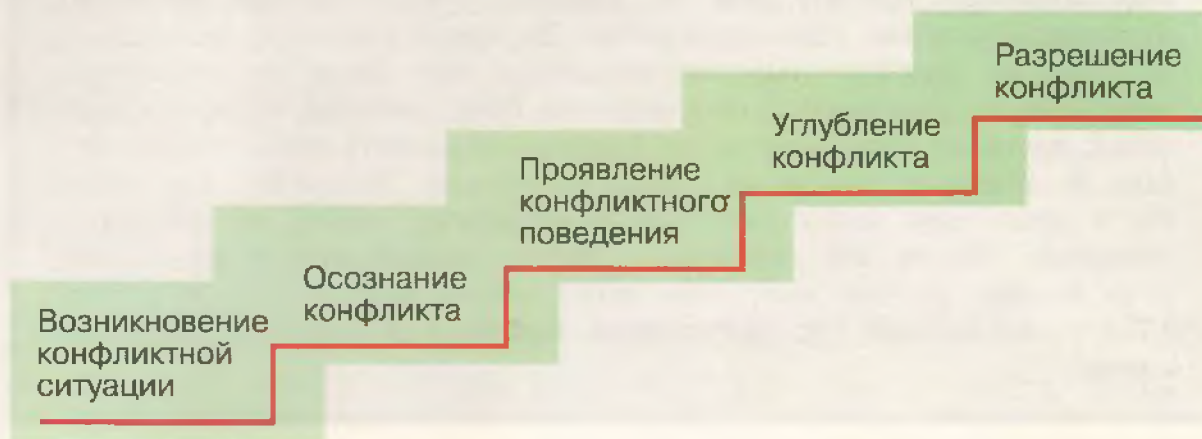 Возникновение
конфликтной
ситуации
Осознание
конфликта
Проявление
конфликтного
поведения
Углубление
конфликта
Разрешение
конфликта